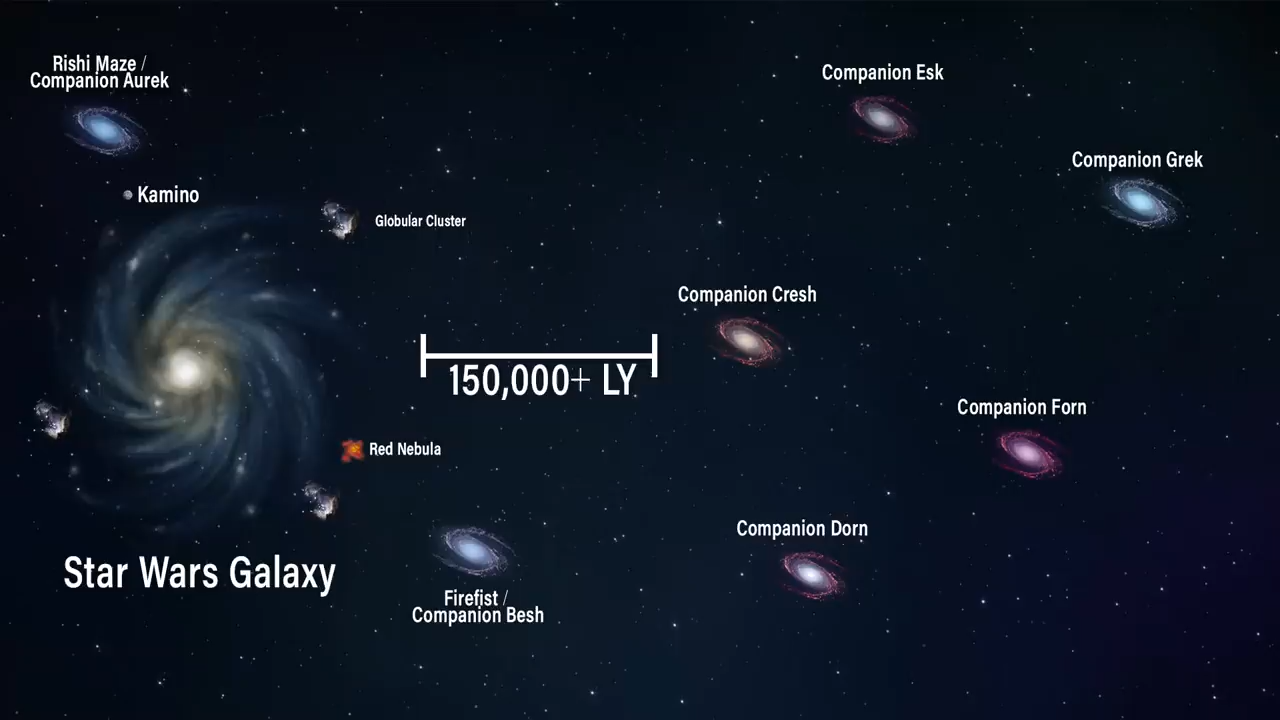 Rishi Maze /
Companion Aurek
Companion Esk
Companion Grek
Kamino
Globular Cluster
Companion Cresh
150,000+ LY
Companion Forn
Red Nebula
Companion Dorn
Star Wars Galaxy
Firefist /
Companion Besh